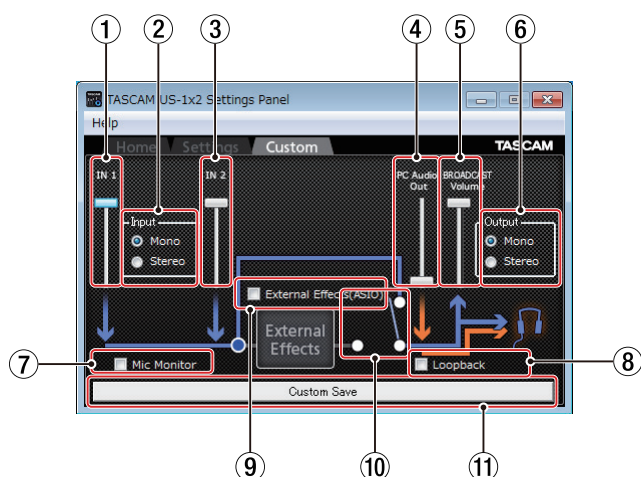 ① ② ③ ④ ⑤ ⑥
TASCAM US-1x2 Settings Panel
Help
Home Settings Custom TASCAM
IN 1
IN 2
PC Audio
Out
BROADCAST
Volume
Input
Mono
Stereo
Output
Mono
Stereo
External Effects(ASIO)
External
Effects
⑦ Mic Monitor
Loopback ⑧
Custom Save
⑨ ⑩ ⑪